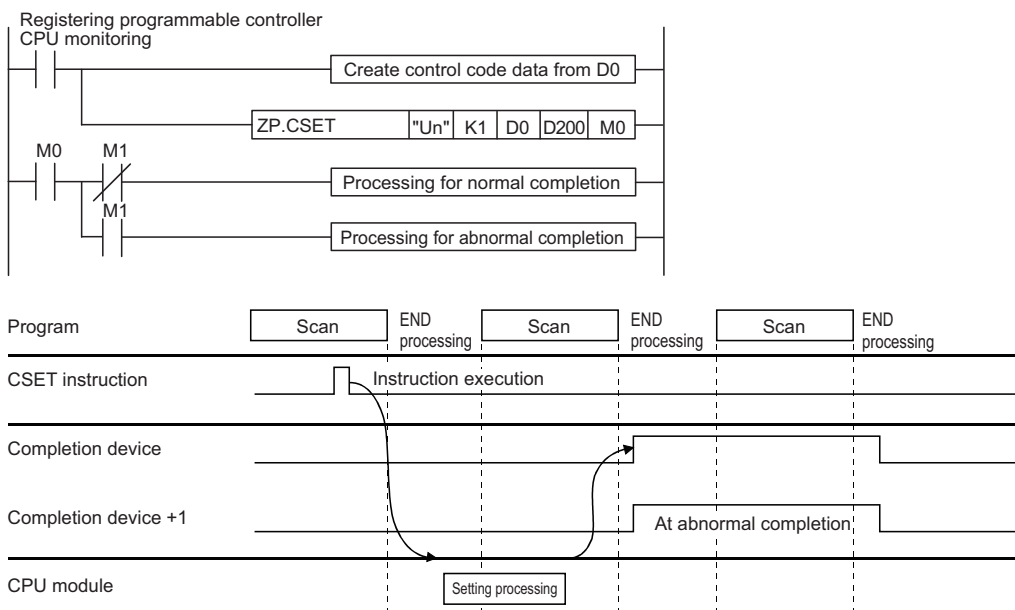 Registering programmable controller
CPU monitoring
Create control code data from D0
ZP.CSET "Un" K1 D0 D200 M0
M0 M1
Processing for normal completion
M1
Processing for abnormal completion
Program Scan END processing Scan END processing Scan END processing
CSET instruction Instruction execution
Completion device
Completion device +1 At abnormal completion
CPU module Setting processing